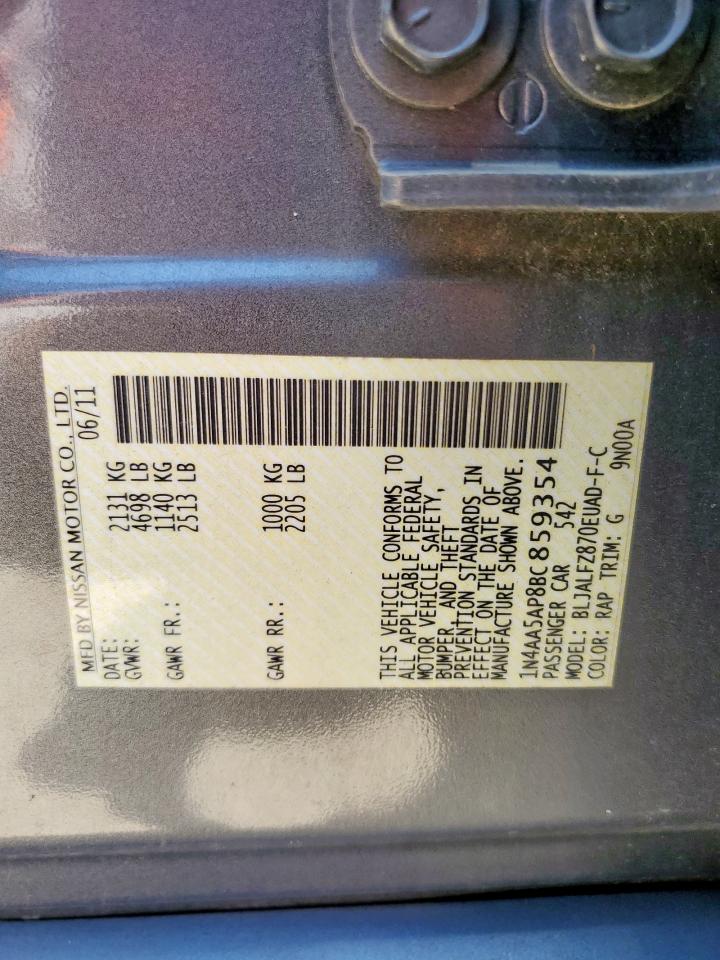 MFD BY NISSAN MOTOR CO., LTD.
DATE: 06/11
GVWR: 2131 KG
4698 LB
GAWR FR.: 1140 KG
2513 LB
GAWR RR.: 1000 KG
2205 LB
THIS VEHICLE CONFORMS TO
ALL APPLICABLE FEDERAL
MOTOR VEHICLE SAFETY,
BUMPER, AND THEFT
PREVENTION STANDARDS IN
EFFECT ON THE DATE OF
MANUFACTURE SHOWN ABOVE.
1N4AA5AP8BC859354
PASSENGER CAR 542
MODEL: BLJALFZ870EUAD-F-C
COLOR: RAP TRIM: G 9N00A